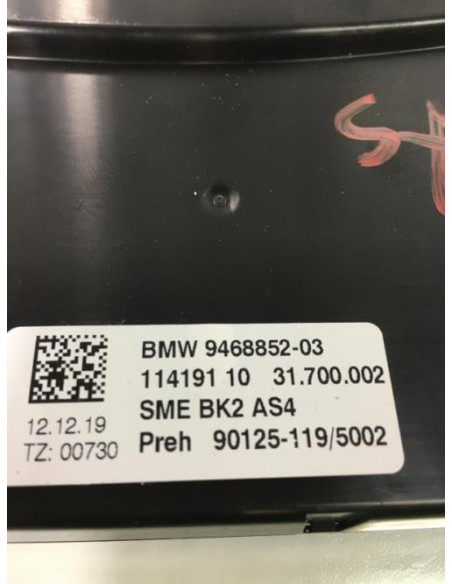 BMW 9468852-03
114191 10 31.700.002
SME BK2 AS4
Preh 90125-119/5002
12.12.19
TZ: 00730